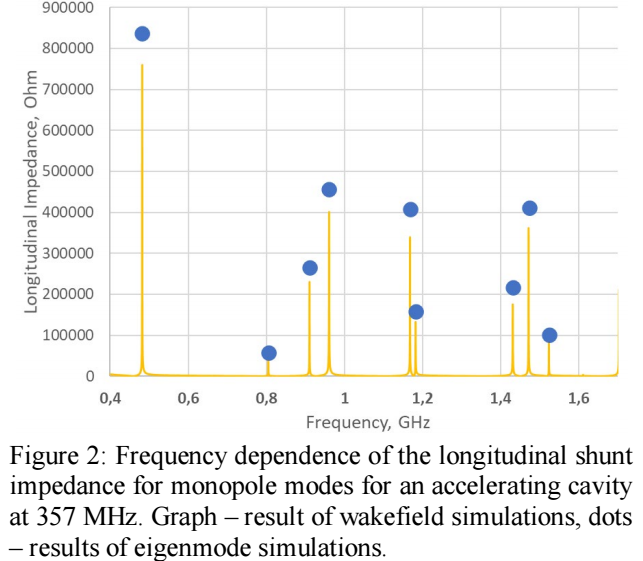 900000
800000
700000
600000
500000
400000
300000
200000
100000
0
Longitudinal Impedance, Ohm
0,4 0,6 0,8 1 1,2 1,4 1,6
Frequency, GHz
Figure 2: Frequency dependence of the longitudinal shunt
impedance for monopole modes for an accelerating cavity
at 357 MHz. Graph – result of wakefield simulations, dots
– results of eigenmode simulations.